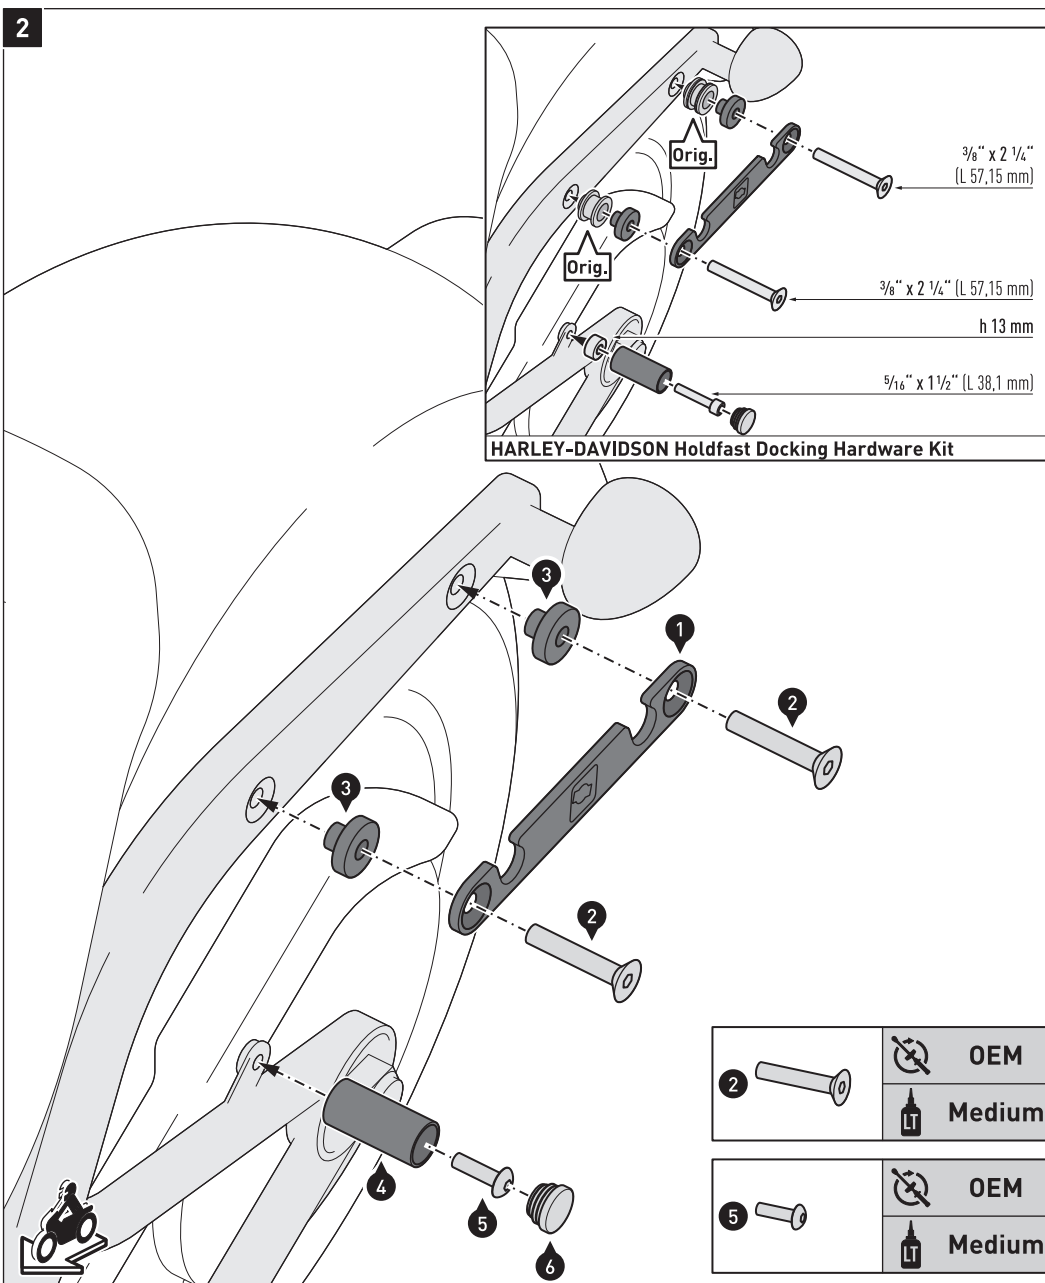 2
Orig.
3/8“ x 2 1/4“
(L 57,15 mm)
Orig.
3/8“ x 2 1/4“ (L 57,15 mm)
h 13 mm
5/16“ x 1 1/2“ (L 38,1 mm)
HARLEY-DAVIDSON Holdfast Docking Hardware Kit
3
1
2
3
2
4
5
6
2
OEM
LT
Medium
5
OEM
LT
Medium